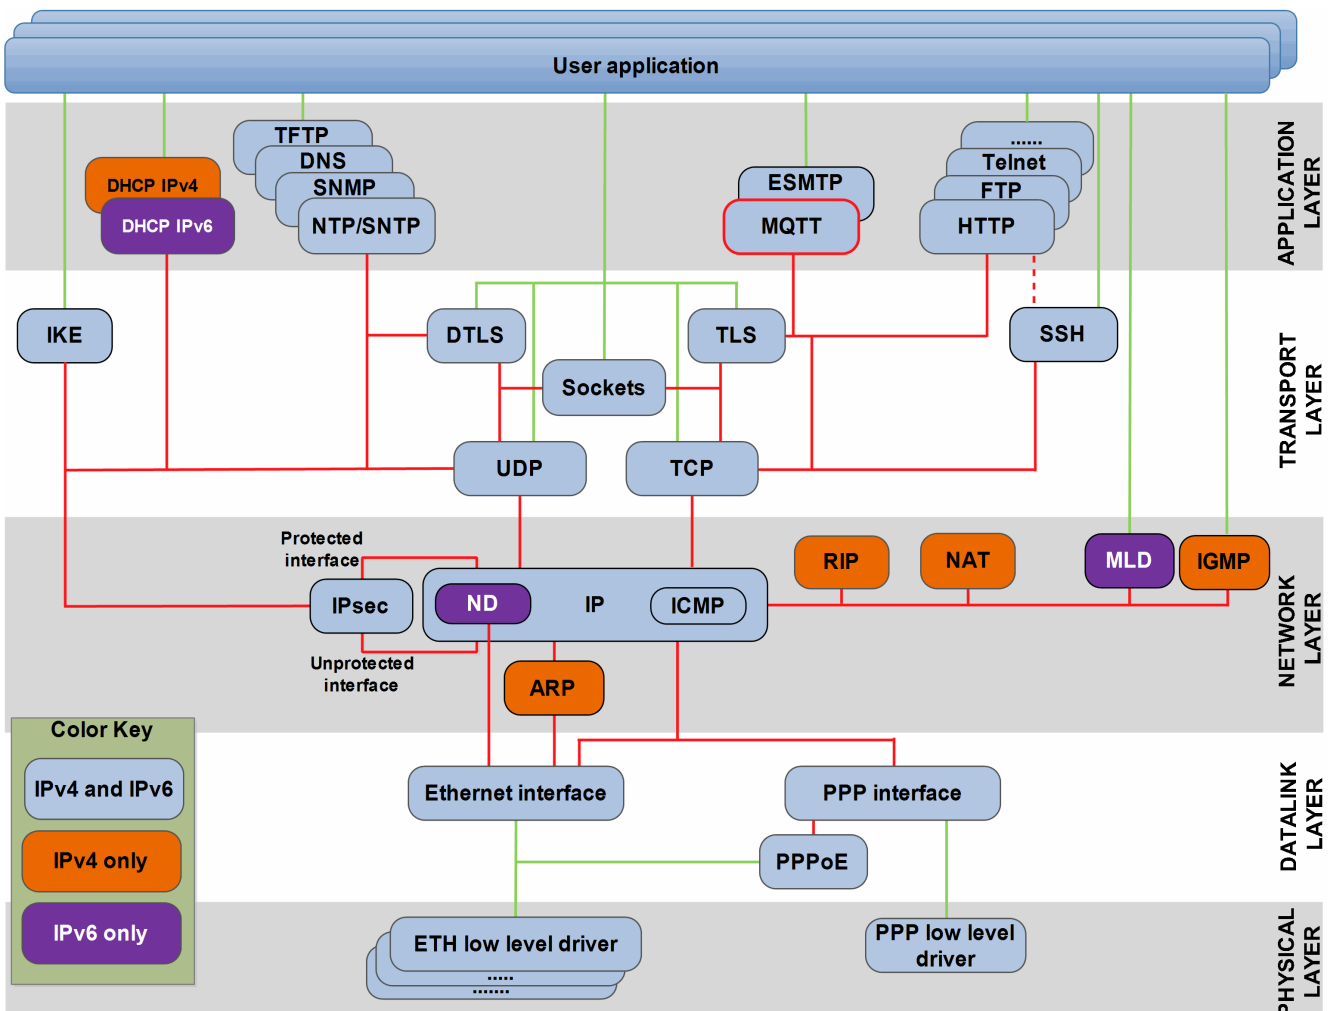 User application
APPLICATION
LAYER
TFTP
DNS
SNMP
NTP/SNTP
DHCP IPv4
DHCP IPv6
ESMTP
MQTT
......
Telnet
FTP
HTTP
TRANSPORT
LAYER
IKE
DTLS
TLS
SSH
Sockets
UDP
TCP
NETWORK
LAYER
Protected
interface
IPsec
Unprotected
interface
ND
IP
ICMP
RIP
NAT
MLD
IGMP
ARP
Color Key
IPv4 and IPv6
IPv4 only
IPv6 only
DATALINK
LAYER
Ethernet interface
PPP interface
PPPoE
PHYSICAL
LAYER
ETH low level driver
.....
.......
PPP low level
driver